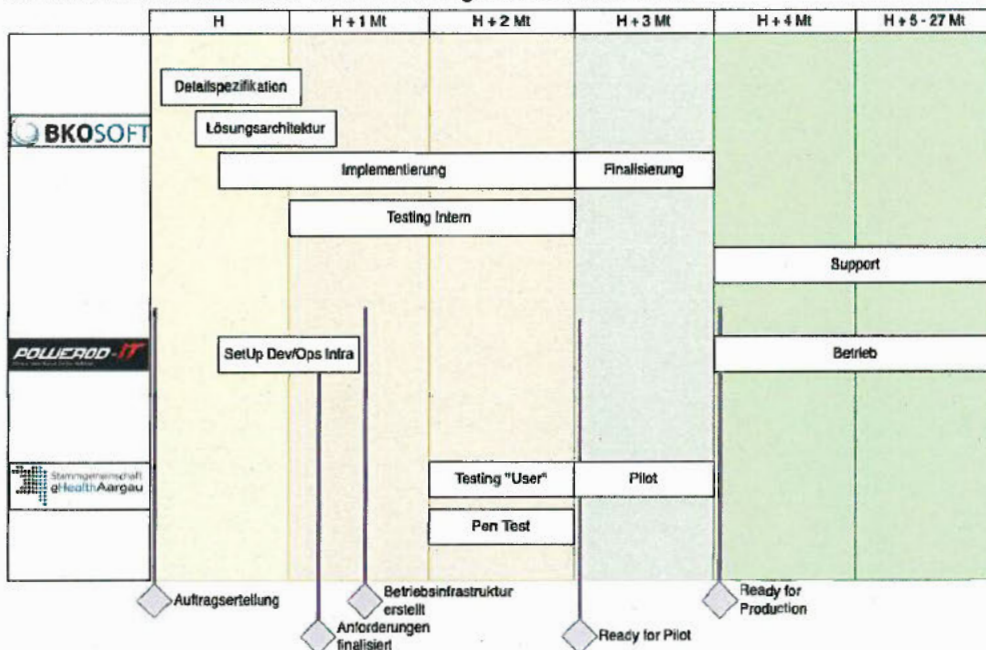 H
H + 1 Mt
H + 2 Mt
H + 3 Mt
H + 4 Mt
H + 5 - 27 Mt
Detailspezifikation
BKOSOFT
Lösungsarchitektur
Implementierung
Finalisierung
Testing Intern
Support
POWEROD-IT
SetUp Dev/Ops Infra
Betrieb
Stammgemeinschaft
eHealthAargau
Testing "User"
Pilot
Pen Test
Auftragserteilung
Betriebsinfrastruktur
erstellt
Anforderungen
finalisiert
Ready for Pilot
Ready for
Production